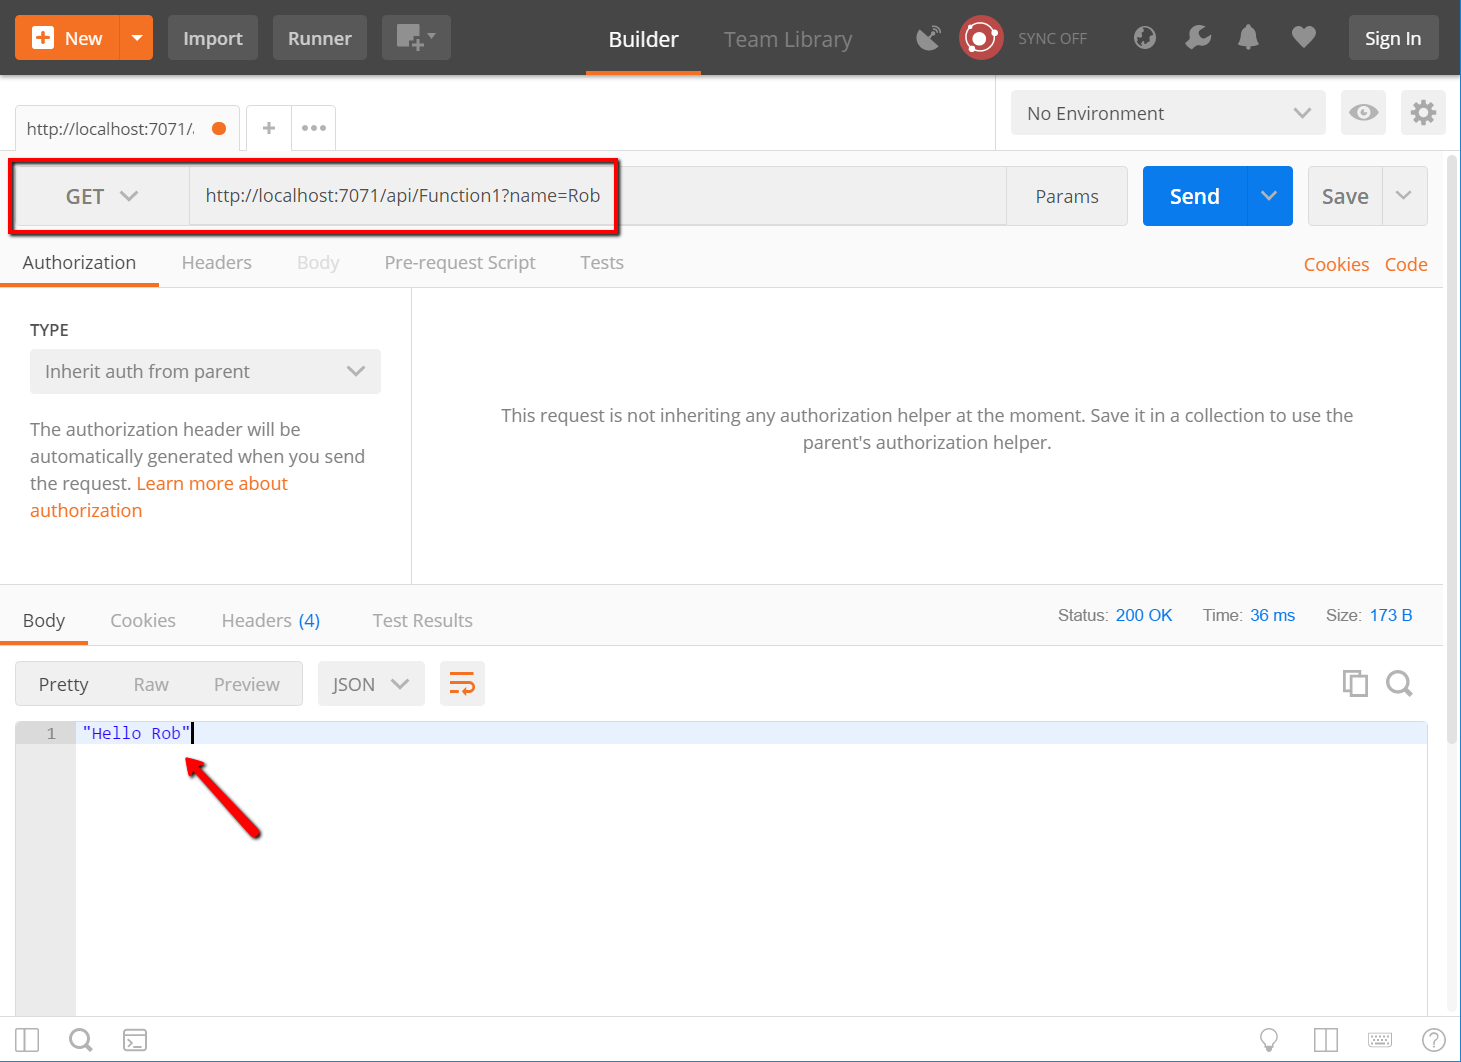 New
Import
Runner
Builder
Team Library
SYNC OFF
Sign In
http://localhost:7071/
No Environment
GET
http://localhost:7071/api/Function1?name=Rob
Params
Send
Save
Authorization
Headers
Body
Pre-request Script
Tests
Cookies
Code
TYPE
Inherit auth from parent
The authorization header will be
automatically generated when you send
the request. Learn more about
authorization
This request is not inheriting any authorization helper at the moment. Save it in a collection to use the
parent's authorization helper.
Body
Cookies
Headers (4)
Test Results
Status: 200 OK
Time: 36 ms
Size: 173 B
Pretty
Raw
Preview
JSON
1
"Hello Rob"